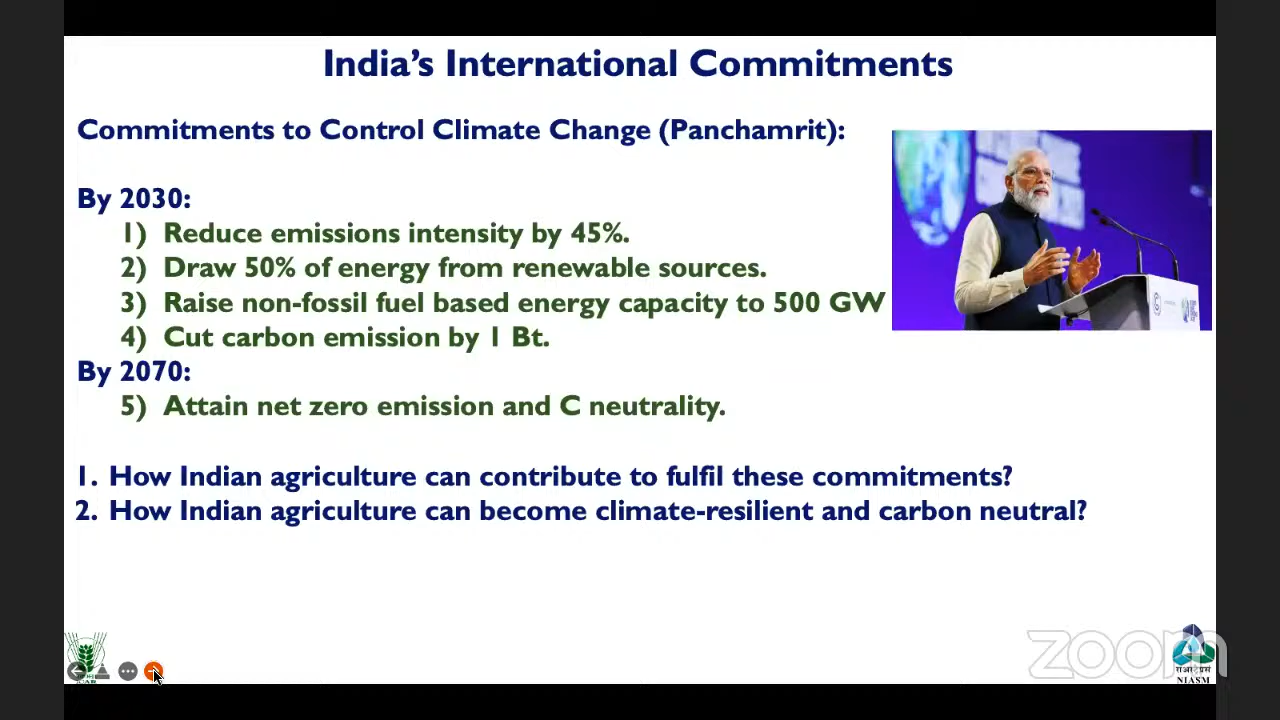 India's International Commitments
Commitments to Control Climate Change (Panchamrit):
By 2030:
1) Reduce emissions intensity by 45%.
2) Draw 50% of energy from renewable sources.
3) Raise non-fossil fuel based energy capacity to 500 GW
4) Cut carbon emission by 1 Bt.
By 2070:
5) Attain net zero emission and C neutrality.
1. How Indian agriculture can contribute to fulfil these commitments?
2. How Indian agriculture can become climate-resilient and carbon neutral?
zoom
NIASM